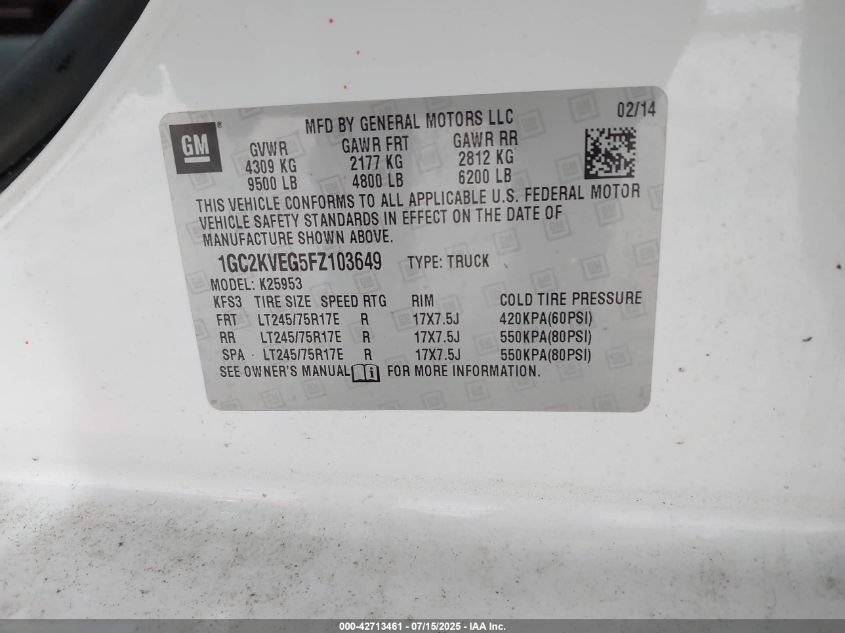 GM ®
MFD BY GENERAL MOTORS LLC
02/14
GVWR GAWR FRT GAWR RR
4309 KG 2177 KG 2812 KG
9500 LB 4800 LB 6200 LB
THIS VEHICLE CONFORMS TO ALL APPLICABLE U.S. FEDERAL MOTOR
VEHICLE SAFETY STANDARDS IN EFFECT ON THE DATE OF
MANUFACTURE SHOWN ABOVE.
1GC2KVEG5FZ103649 TYPE: TRUCK
MODEL: K25953
KFS3 TIRE SIZE SPEED RTG RIM COLD TIRE PRESSURE
FRT LT245/75R17E R 17X7.5J 420KPA(60PSI)
RR LT245/75R17E R 17X7.5J 550KPA(80PSI)
SPA LT245/75R17E R 17X7.5J 550KPA(80PSI)
SEE OWNER'S MANUAL i FOR MORE INFORMATION.
000-42713461 - 07/15/2025 - IAA Inc.